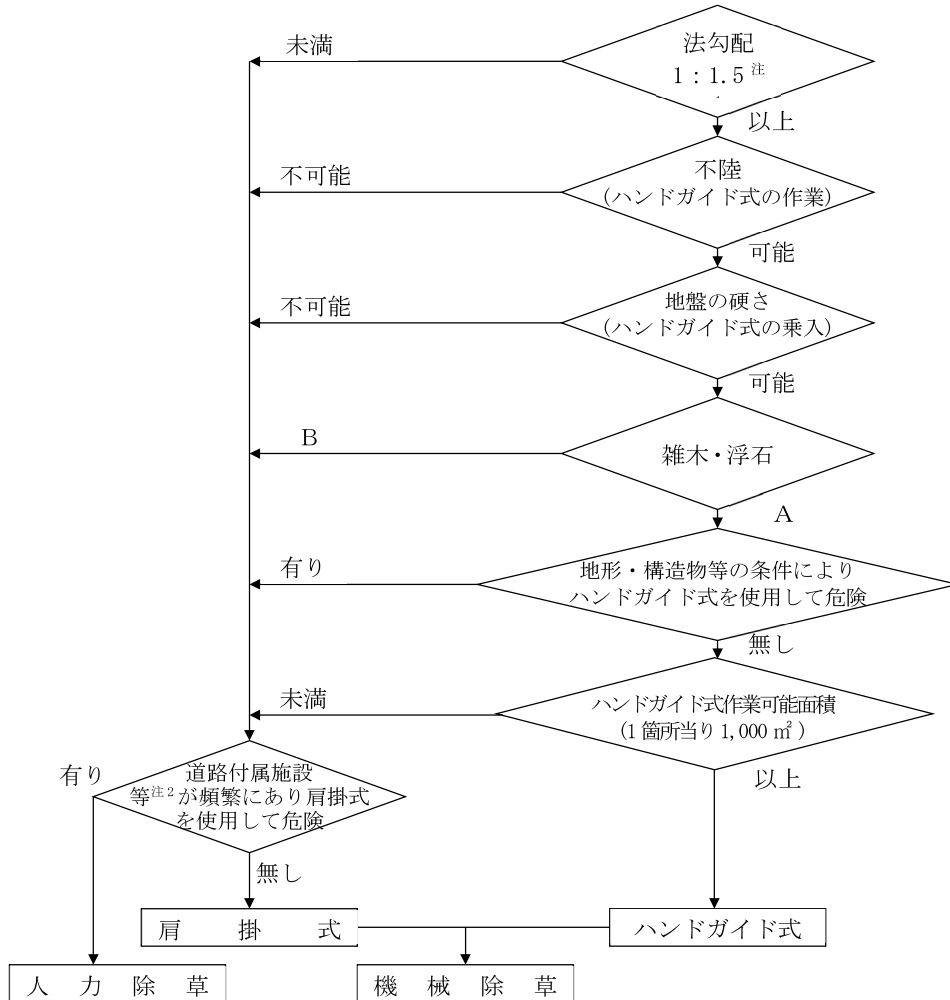 未満
法勾配
1：1.5 注
以上
不可能
不陸
（ハンドガイド式の作業）
可能
不可能
地盤の硬さ
（ハンドガイド式の乗入）
可能
B
雑木・浮石
A
有り
地形・構造物等の条件により
ハンドガイド式を使用して危険
無し
未満
ハンドガイド式作業可能面積
（1箇所当り1,000㎡）
以上
有り
道路付属施設
等注2が頻繁にあり肩掛式
を使用して危険
無し
肩掛式
ハンドガイド式
人力除草
機械除草